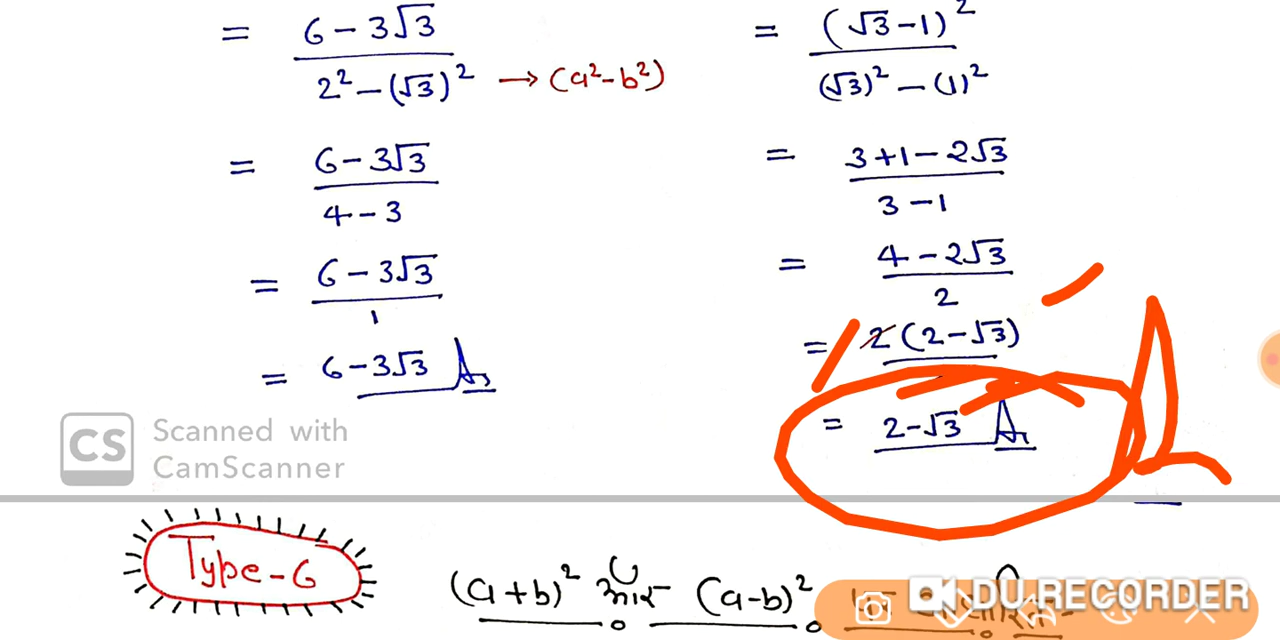 = 6 - 3√3 / 2² - (√3)² → (a² - b²)
= 6 - 3√3 / 4 - 3
= 6 - 3√3 / 1
= 6 - 3√3 A
= (√3 - 1)² / (√3)² - (1)²
= 3 + 1 - 2√3 / 3 - 1
= 4 - 2√3 / 2
= 2 (2 - √3)
= 2 - √3 A
CS Scanned with
CamScanner
Type-6
(a+b)² और (a-b)²
DU RECORDER